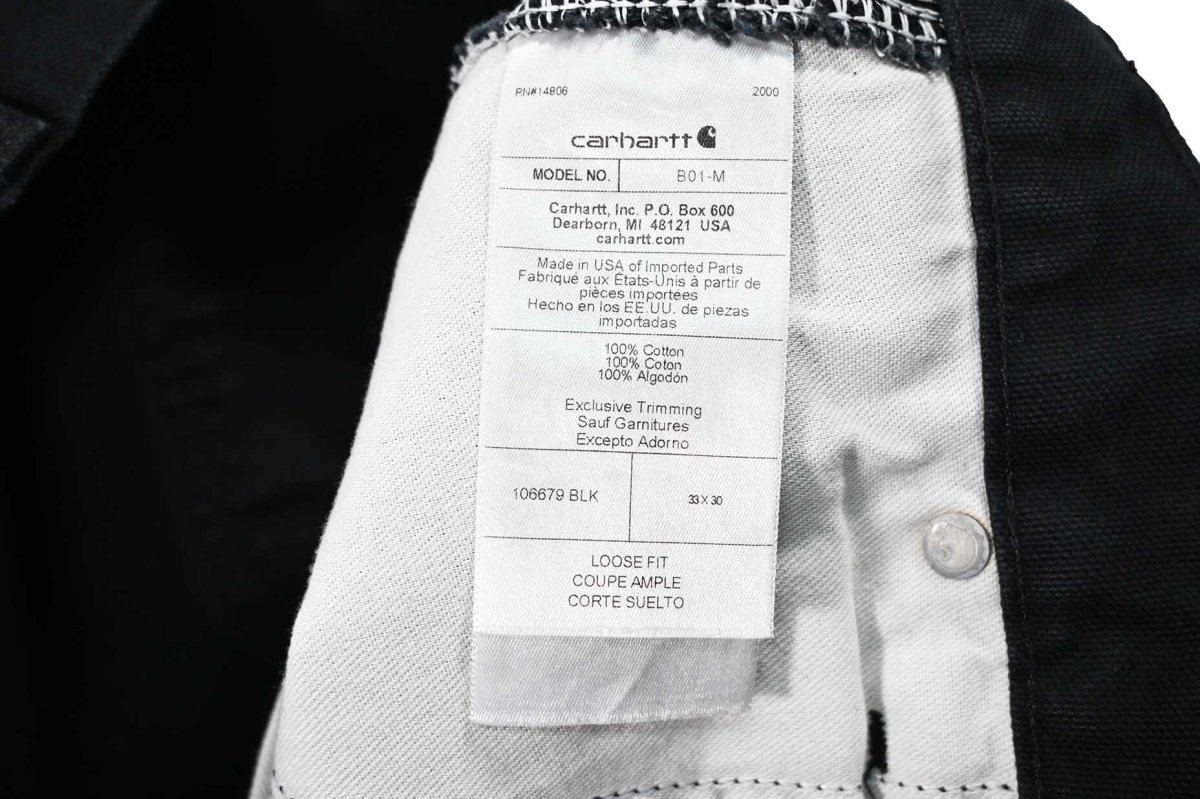 RN#14806 2000
carhartt
MODEL NO. B01-M
Carhartt, Inc. P.O. Box 600
Dearborn, MI 48121 USA
carhartt.com
Made in USA of Imported Parts
Fabriqué aux États-Unis à partir de
pièces importées
Hecho en los EE.UU. de piezas
importadas
100% Cotton
100% Coton
100% Algodón
Exclusive Trimming
Sauf Garnitures
Excepto Adorno
106679 BLK 33 X 30
LOOSE FIT
COUPE AMPLE
CORTE SUELTO